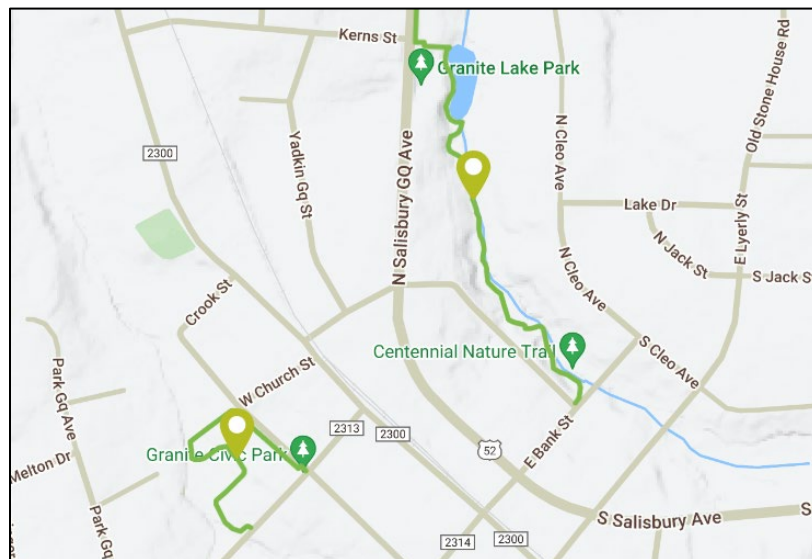 Kerns St
Granite Lake Park
Old Stone House Rd
N Cleo Ave
Yadkin Gq St
2300
N Salisbury GQ Ave
Lake Dr
E Lyerly St
N Jack St
S Jack S
N Cleo Ave
Crook St
Centennial Nature Trail
S Cleo Ave
Park Gq Ave
W Church St
2313
2300
52
E Bank St
Granite Civic Park
Melton Dr
Park Gq
S Salisbury Ave
S
2314
2300